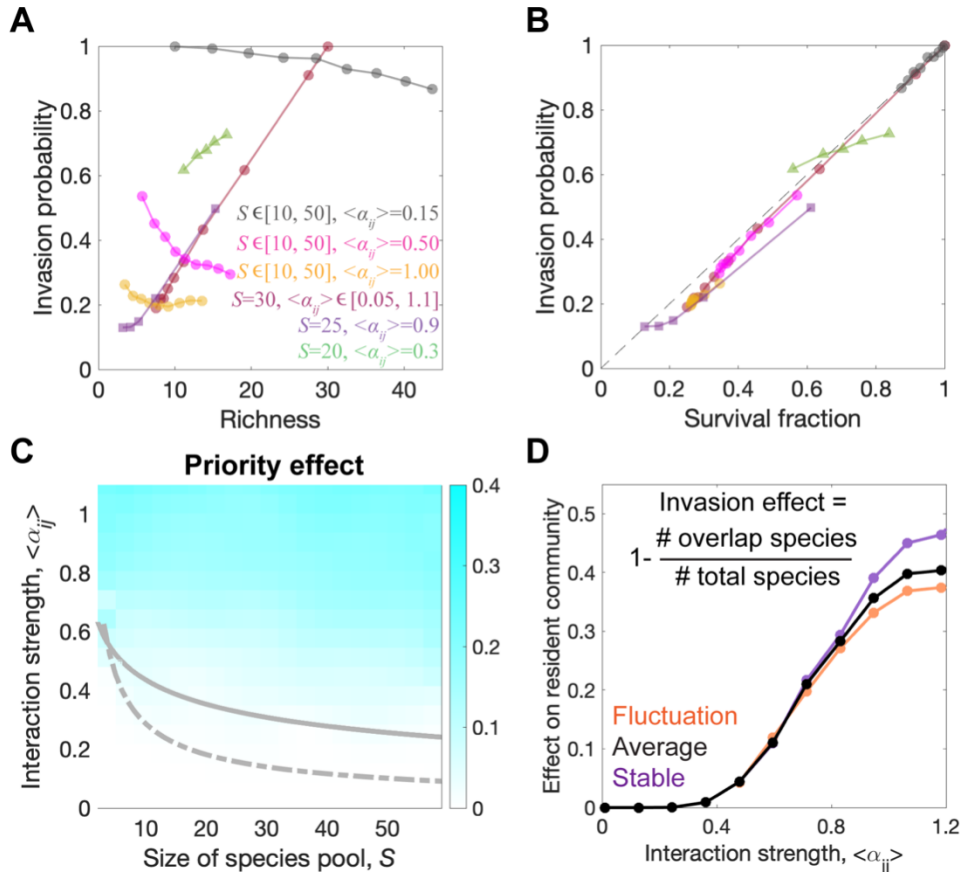 A
Invasion probability
1
0.8
0.6
0.4
0.2
0
0 10 20 30 40
Richness
S ∈[10, 50], <α_ij>=0.15
S ∈[10, 50], <α_ij>=0.50
S ∈[10, 50], <α_ij>=1.00
S=30, <α_ij> ∈[0.05, 1.1]
S=25, <α_ij>=0.9
S=20, <α_ij>=0.3
B
Invasion probability
1
0.8
0.6
0.4
0.2
0
0 0.2 0.4 0.6 0.8 1
Survival fraction
C
Priority effect
Interaction strength, <α_ij>
1
0.8
0.6
0.4
0.2
0
10 20 30 40 50
Size of species pool, S
0.4
0.3
0.2
0.1
0
D
Effect on resident community
0.5
0.4
0.3
0.2
0.1
0
0 0.4 0.8 1.2
Interaction strength, <α_ij>
Invasion effect =
1- # overlap species
# total species
Fluctuation
Average
Stable